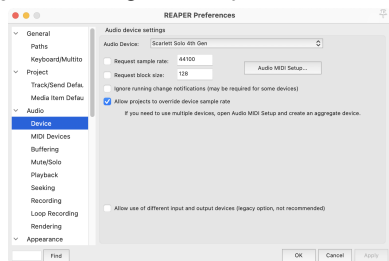 REAPER Preferences
General
Paths
Keyboard/Multito
Project
Track/Send Defau
Media Item Defau
Audio
Device
MIDI Devices
Buffering
Mute/Solo
Playback
Seeking
Recording
Loop Recording
Rendering
Appearance
Find
Audio device settings
Audio Device: Scarlett Solo 4th Gen
Request sample rate: 44100
Request block size: 128
Audio MIDI Setup...
Ignore running change notifications (may be required for some devices)
Allow projects to override device sample rate
If you need to use multiple devices, open Audio MIDI Setup and create an aggregate device.
Allow use of different input and output devices (legacy option, not recommended)
OK Cancel Apply